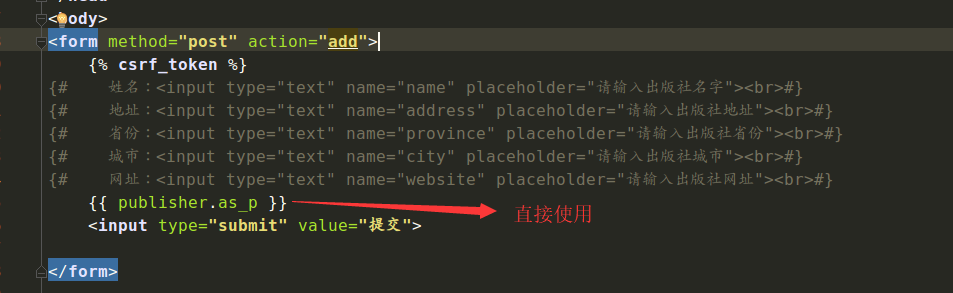 <body>
<form method="post" action="add">
{% csrf_token %}
{# 姓名：<input type="text" name="name" placeholder="请输入出版社名字"><br>#}
{# 地址：<input type="text" name="address" placeholder="请输入出版社地址"><br>#}
{# 省份：<input type="text" name="province" placeholder="请输入出版社省份"><br>#}
{# 城市：<input type="text" name="city" placeholder="请输入出版社城市"><br>#}
{# 网址：<input type="text" name="website" placeholder="请输入出版社网址"><br>#}
{{ publisher.as_p }} 直接使用
<input type="submit" value="提交">
</form>